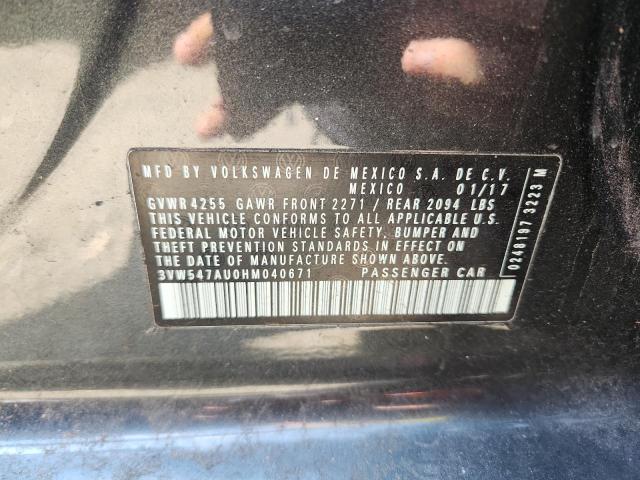 MFD BY VOLKSWAGEN DE MEXICO S.A. DE C.V.
MEXICO 01/17
GVWR 4255 GAWR FRONT 2271 / REAR 2094 LBS
THIS VEHICLE CONFORMS TO ALL APPLICABLE U.S.
FEDERAL MOTOR VEHICLE SAFETY, BUMPER AND
THEFT PREVENTION STANDARDS IN EFFECT ON
THE DATE OF MANUFACTURE SHOWN ABOVE.
3VW547AU0HM040671 PASSENGER CAR
02481197 3223 M